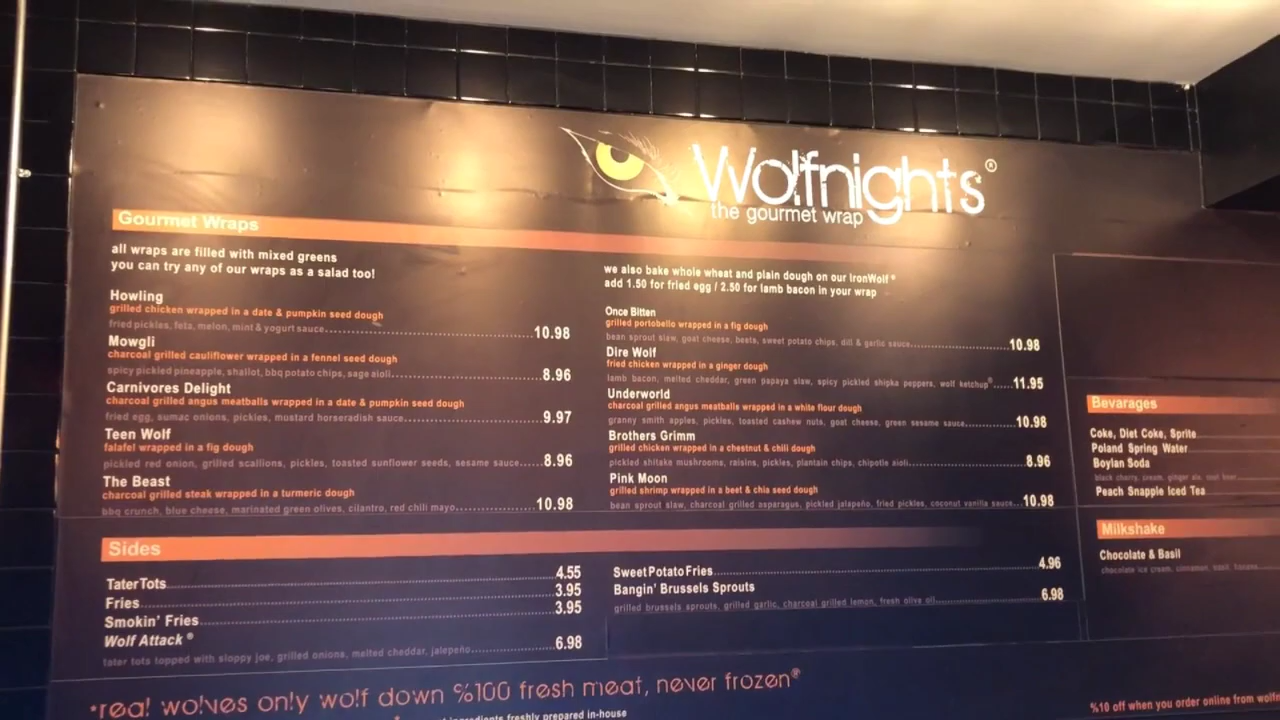 Wolfnights®
the gourmet wrap
Gourmet Wraps
all wraps are filled with mixed greens
you can try any of our wraps as a salad too!
Howling
grilled chicken wrapped in a date & pumpkin seed dough
fried pickles, feta, melon, mint & yogurt sauce 10.98
Mowgli
charcoal grilled cauliflower wrapped in a fennel seed dough
spicy pickled pineapple, shallot, bbq potato chips, sage aioli 8.96
Carnivores Delight
charcoal grilled angus meatballs wrapped in a date & pumpkin seed dough
fried egg, sumac onions, pickles, mustard horseradish sauce 9.97
Teen Wolf
falafel wrapped in a fig dough
pickled red onion, grilled scallions, pickles, toasted sunflower seeds, sesame sauce 8.96
The Beast
charcoal grilled steak wrapped in a turmeric dough
bbq crunch, blue cheese, marinated green olives, cilantro, red chili mayo 10.98
we also bake whole wheat and plain dough on our IronWolf®
add 1.50 for fried egg / 2.50 for lamb bacon in your wrap
Once Bitten
grilled portobello wrapped in a fig dough
bean sprout slaw, goat cheese, beets, sweet potato chips, dill & garlic sauce 10.98
Dire Wolf
fried chicken wrapped in a ginger dough
lamb bacon, melted cheddar, green papaya slaw, spicy pickled shipka peppers, wolf ketchup® 11.95
Underworld
charcoal grilled angus meatballs wrapped in a white flour dough
granny smith apples, pickles, toasted cashew nuts, goat cheese, green sesame sauce 10.98
Brothers Grimm
grilled chicken wrapped in a chestnut & chili dough
pickled shitake mushrooms, raisins, pickles, plantain chips, chipotle aioli 8.96
Pink Moon
grilled shrimp wrapped in a beet & chia seed dough
bean sprout slaw, charcoal grilled asparagus, pickled jalapeño, fried pickles, coconut vanilla sauce 10.98
Sides
Tater Tots 4.55
Fries 3.95
Smokin' Fries 3.95
Wolf Attack®
tater tots topped with sloppy joe, grilled onions, melted cheddar, jalapeño 6.98
Sweet Potato Fries 4.96
Bangin' Brussels Sprouts
grilled brussels sprouts, grilled garlic, charcoal grilled lemon, fresh olive oil 6.98
Bevarages
Coke, Diet Coke, Sprite
Poland Spring Water
Boylan Soda
black cherry, cream, ginger ale, root beer
Peach Snapple Iced Tea
Milkshake
Chocolate & Basil
chocolate ice cream, cinnamon, basil, banana
*real wolves only wolf down %100 fresh meat, never frozen®
ingredients freshly prepared in-house
%10 off when you order online from